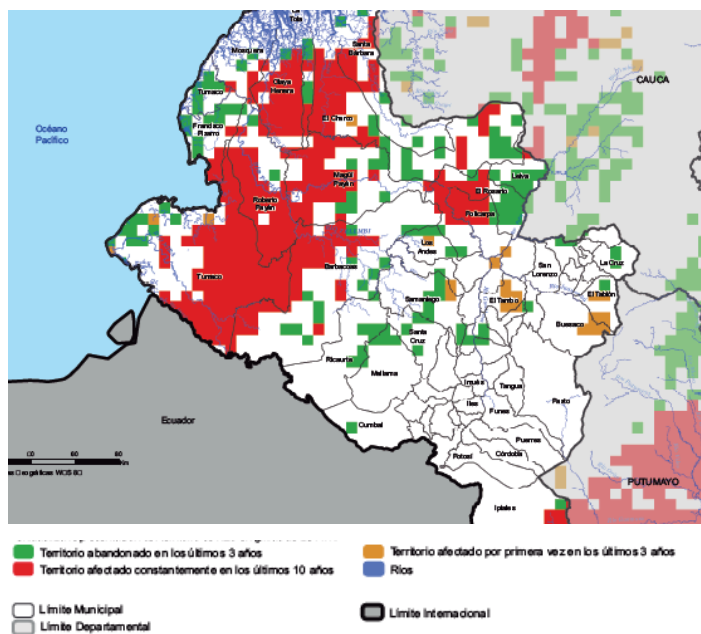 La
Tola
Mosquera
Santa
Bárbara
Olaya
Herrera
Tumaco
CAUCA
Francisco
Pizarro
El Charco
Océano
Pacífico
Magüí
Payán
Leiva
El Rosario
Roberto
Payán
Policarpa
Los
Andes
Barbacoas
San
Lorenzo
La Cruz
Tumaco
Samaniego
El Tambo
El Tablón
Buesaco
Santa
Cruz
Ricaurte
Mallama
Imués
Tangua
Iles
Pasto
Funes
Ecuador
Cumbal
Puerres
Córdoba
Potosí
PUTUMAYO
Ipiales
60
80
Km
Territorio abandonado en los últimos 3 años
Territorio afectado por primera vez en los últimos 3 años
Territorio afectado constantemente en los últimos 10 años
Ríos
Límite Municipal
Límite Internacional
Límite Departamental